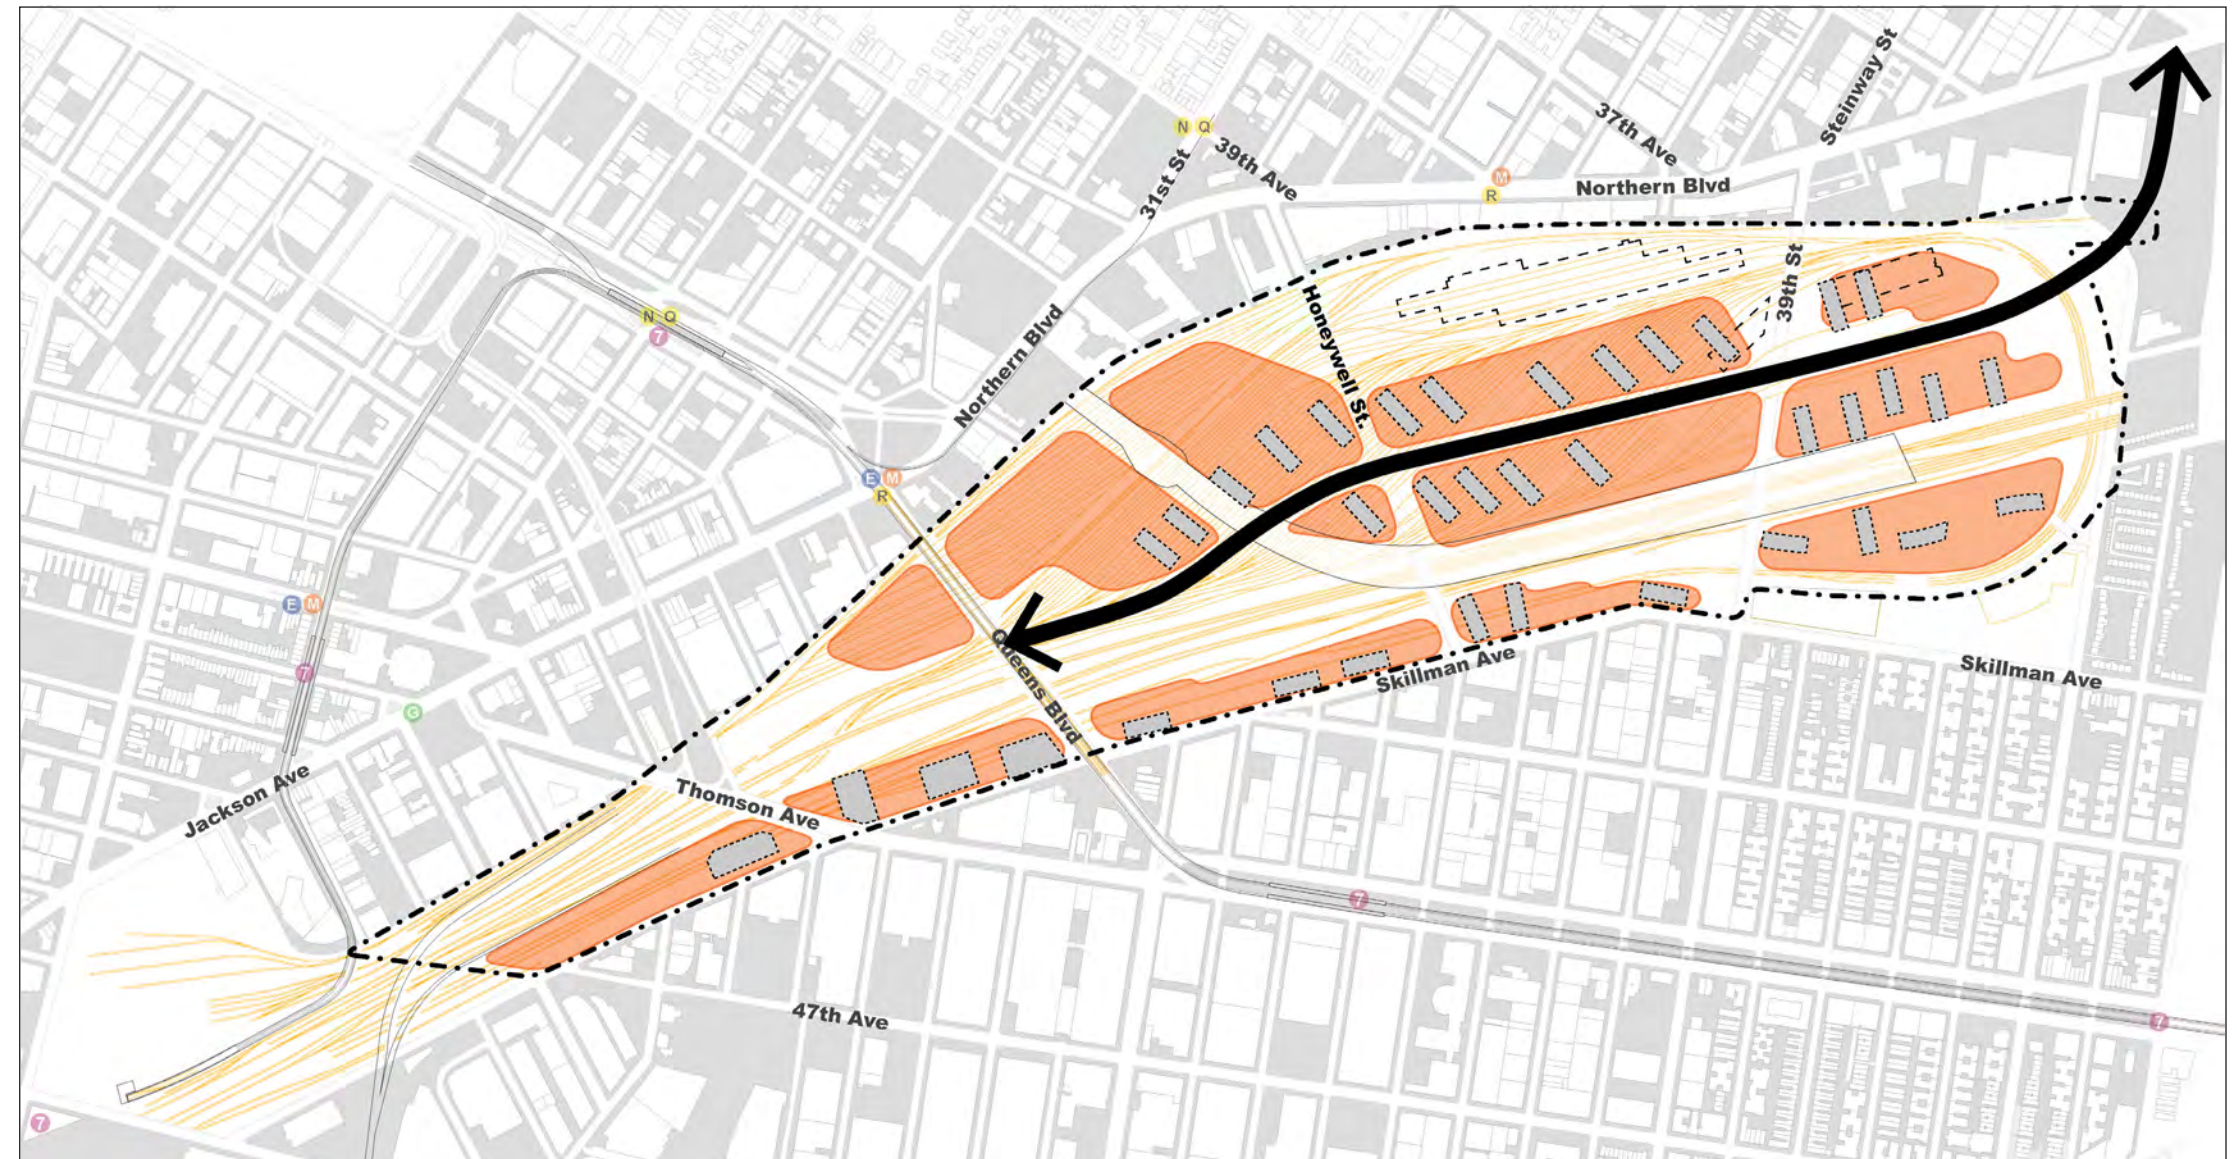 Steinway St
37th Ave
N Q
39th Ave
31st St
M
R
Northern Blvd
39th St
Honeywell St.
N Q
7
Northern Blvd
E M
R
E M
7
G
Queens Blvd
Skillman Ave
Skillman Ave
Jackson Ave
Thomson Ave
7
47th Ave
7
7